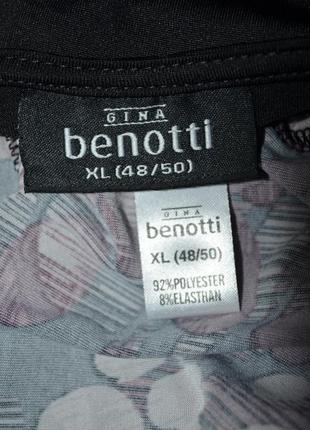 GINA
benotti
XL (48/50)
GINA
benotti
XL (48/50)
92%POLYESTER
8%ELASTHAN